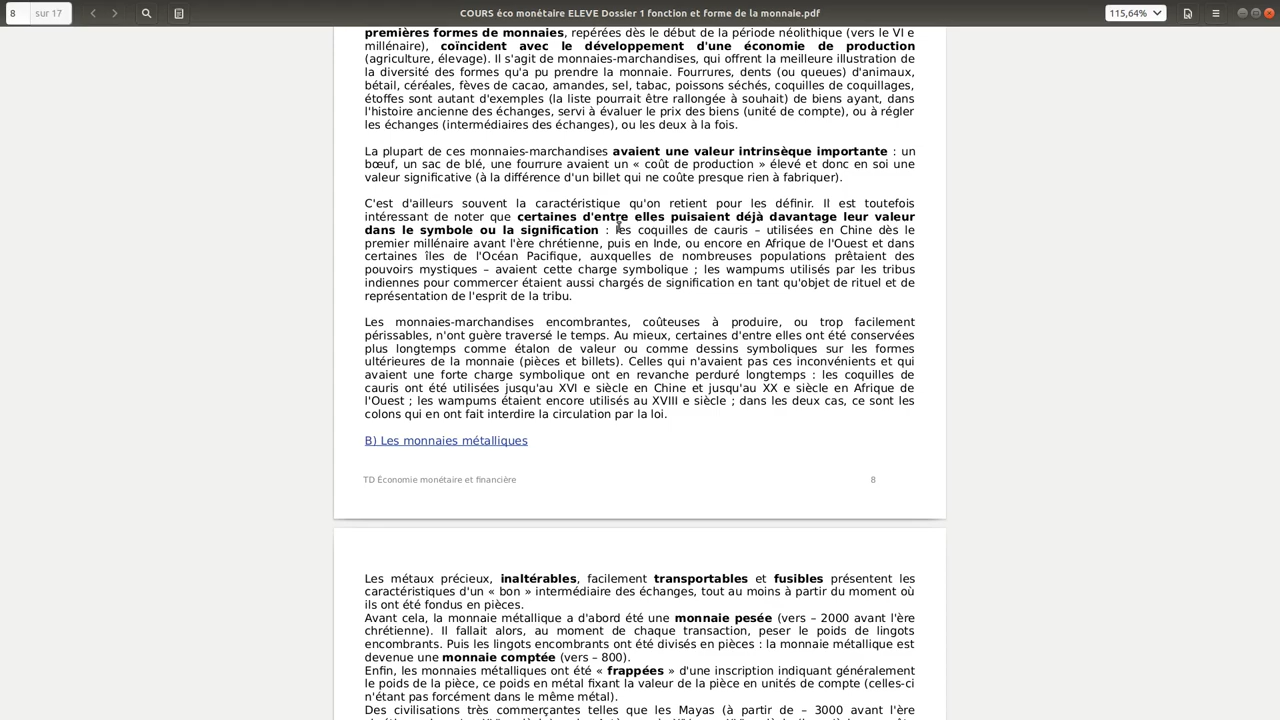 8
sur 17
COURS éco monétaire ELEVE Dossier 1 fonction et forme de la monnaie.pdf
115,64%
premières formes de monnaies, repérées dès le début de la période néolithique (vers le VI e
millénaire), coïncident avec le développement d'une économie de production
(agriculture, élevage). Il s'agit de monnaies-marchandises, qui offrent la meilleure illustration de
la diversité des formes qu'a pu prendre la monnaie. Fourrures, dents (ou queues) d'animaux,
bétail, céréales, fèves de cacao, amandes, sel, tabac, poissons séchés, coquilles de coquillages,
étoffes sont autant d'exemples (la liste pourrait être rallongée à souhait) de biens ayant, dans
l'histoire ancienne des échanges, servi à évaluer le prix des biens (unité de compte), ou à régler
les échanges (intermédiaires des échanges), ou les deux à la fois.
La plupart de ces monnaies-marchandises avaient une valeur intrinsèque importante : un
bœuf, un sac de blé, une fourrure avaient un « coût de production » élevé et donc en soi une
valeur significative (à la différence d'un billet qui ne coûte presque rien à fabriquer).
C'est d'ailleurs souvent la caractéristique qu'on retient pour les définir. Il est toutefois
intéressant de noter que certaines d'entre elles puisaient déjà davantage leur valeur
dans le symbole ou la signification : les coquilles de cauris – utilisées en Chine dès le
premier millénaire avant l'ère chrétienne, puis en Inde, ou encore en Afrique de l'Ouest et dans
certaines îles de l'Océan Pacifique, auxquelles de nombreuses populations prêtaient des
pouvoirs mystiques – avaient cette charge symbolique ; les wampums utilisés par les tribus
indiennes pour commercer étaient aussi chargés de signification en tant qu'objet de rituel et de
représentation de l'esprit de la tribu.
Les monnaies-marchandises encombrantes, coûteuses à produire, ou trop facilement
périssables, n'ont guère traversé le temps. Au mieux, certaines d'entre elles ont été conservées
plus longtemps comme étalon de valeur ou comme dessins symboliques sur les formes
ultérieures de la monnaie (pièces et billets). Celles qui n'avaient pas ces inconvénients et qui
avaient une forte charge symbolique ont en revanche perduré longtemps : les coquilles de
cauris ont été utilisées jusqu'au XVI e siècle en Chine et jusqu'au XX e siècle en Afrique de
l'Ouest ; les wampums étaient encore utilisés au XVIII e siècle ; dans les deux cas, ce sont les
colons qui en ont fait interdire la circulation par la loi.
B) Les monnaies métalliques
TD Économie monétaire et financière
8
Les métaux précieux, inaltérables, facilement transportables et fusibles présentent les
caractéristiques d'un « bon » intermédiaire des échanges, tout au moins à partir du moment où
ils ont été fondus en pièces.
Avant cela, la monnaie métallique a d'abord été une monnaie pesée (vers – 2000 avant l'ère
chrétienne). Il fallait alors, au moment de chaque transaction, peser le poids de lingots
encombrants. Puis les lingots encombrants ont été divisés en pièces : la monnaie métallique est
devenue une monnaie comptée (vers – 800).
Enfin, les monnaies métalliques ont été « frappées » d'une inscription indiquant généralement
le poids de la pièce, ce poids en métal fixant la valeur de la pièce en unités de compte (celles-ci
n'étant pas forcément dans le même métal).
Des civilisations très commerçantes telles que les Mayas (à partir de – 3000 avant l'ère